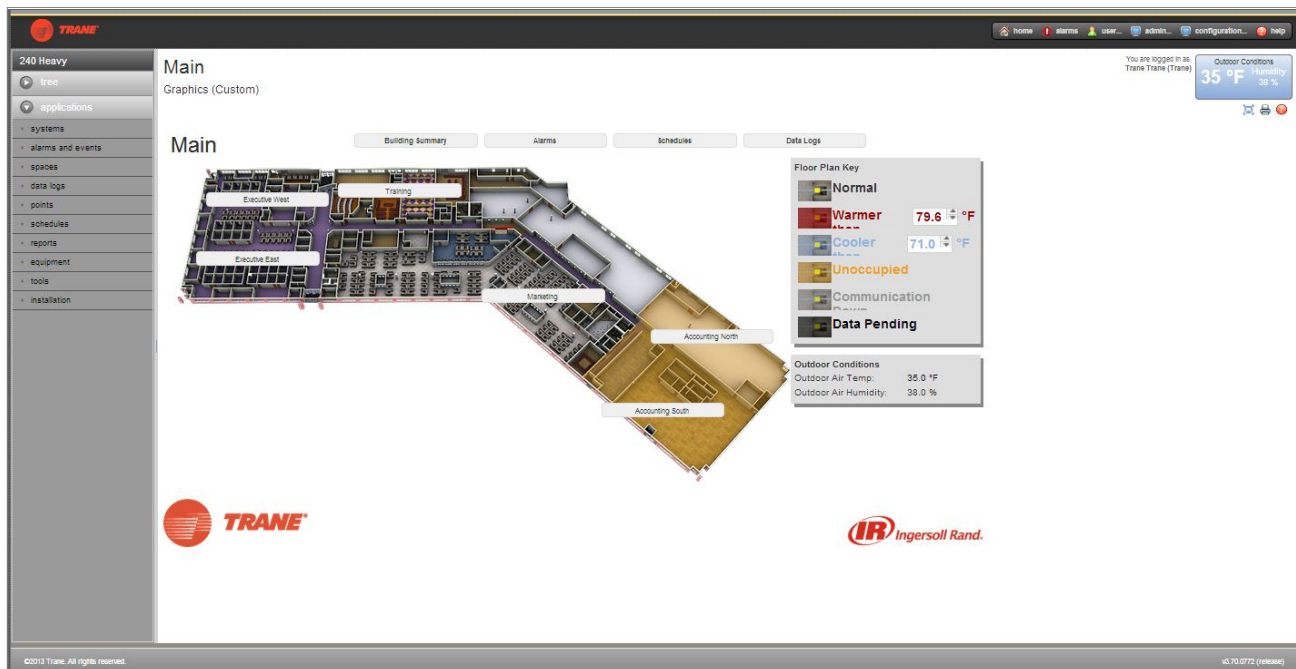 TRANE
home alarms user... admin... configuration... help
240 Heavy
tree
applications
systems
alarms and events
spaces
data logs
points
schedules
reports
equipment
tools
installation
Main
Graphics (Custom)
You are logged in as
Trane Trane (Trane)
Outdoor Conditions
35 °F Humidity
38 %
Main
Building Summary Alarms Schedules Data Logs
Executive West
Training
Executive East
Marketing
Accounting North
Accounting South
Floor Plan Key
Normal
Warmer 79.6 °F
than
Cooler 71.0 °F
than
Unoccupied
Communication
Down
Data Pending
Outdoor Conditions
Outdoor Air Temp: 35.0 °F
Outdoor Air Humidity: 38.0 %
TRANE
IR Ingersoll Rand.
©2013 Trane. All rights reserved.
v3.70.0772 (release)